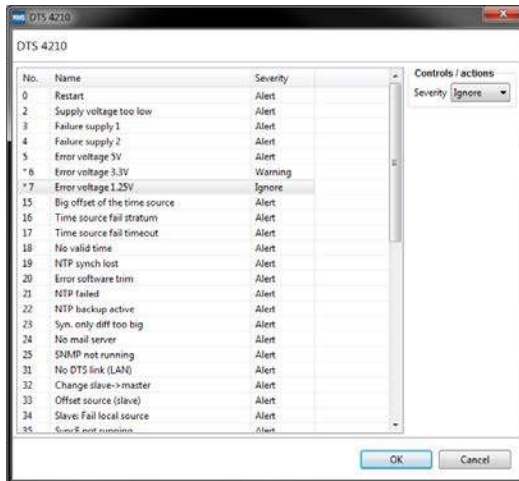 DTS 4210
DTS 4210
No. Name Severity
0 Restart Alert
2 Supply voltage too low Alert
3 Failure supply 1 Alert
4 Failure supply 2 Alert
5 Error voltage 5V Alert
* 6 Error voltage 3.3V Warning
* 7 Error voltage 1.25V Ignore
15 Big offset of the time source Alert
16 Time source fail stratum Alert
17 Time source fail timeout Alert
18 No valid time Alert
19 NTP synch lost Alert
20 Error software trim Alert
21 NTP failed Alert
22 NTP backup active Alert
23 Syn. only diff too big Alert
24 No mail server Alert
25 SNMP not running Alert
31 No DTS link (LAN) Alert
32 Change slave->master Alert
33 Offset source (slave) Alert
34 Slave: Fail local source Alert
35 SyncE not running Alert
Controls / actions
Severity Ignore
OK Cancel